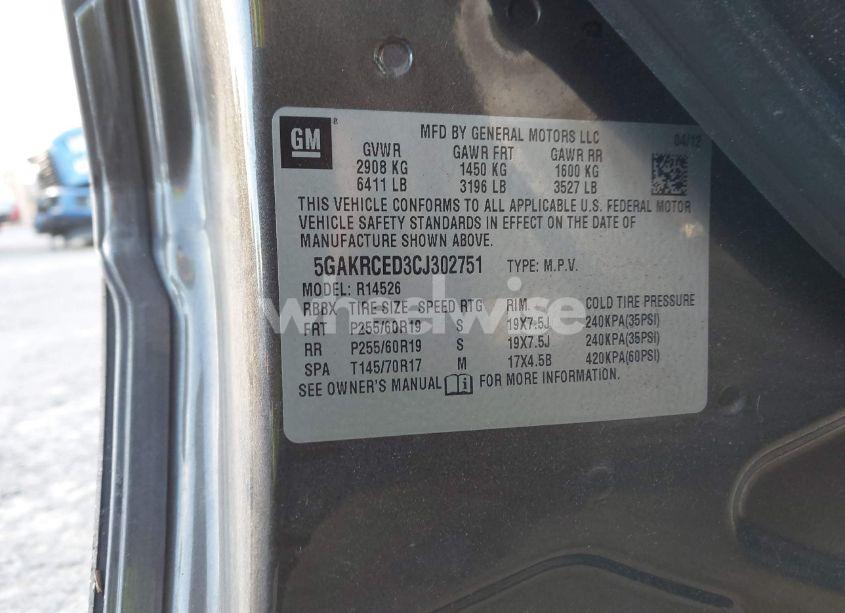 GM
MFD BY GENERAL MOTORS LLC 04/12
GVWR GAWR FRT GAWR RR
2908 KG 1450 KG 1600 KG
6411 LB 3196 LB 3527 LB
THIS VEHICLE CONFORMS TO ALL APPLICABLE U.S. FEDERAL MOTOR
VEHICLE SAFETY STANDARDS IN EFFECT ON THE DATE OF
MANUFACTURE SHOWN ABOVE.
5GAKRCED3CJ302751 TYPE: M.P.V.
MODEL: R14526
RBBX TIRE SIZE SPEED RTG RIM COLD TIRE PRESSURE
FRT P255/60R19 S 19X7.5J 240KPA(35PSI)
RR P255/60R19 S 19X7.5J 240KPA(35PSI)
SPA T145/70R17 M 17X4.5B 420KPA(60PSI)
SEE OWNER'S MANUAL FOR MORE INFORMATION.
wheelwise